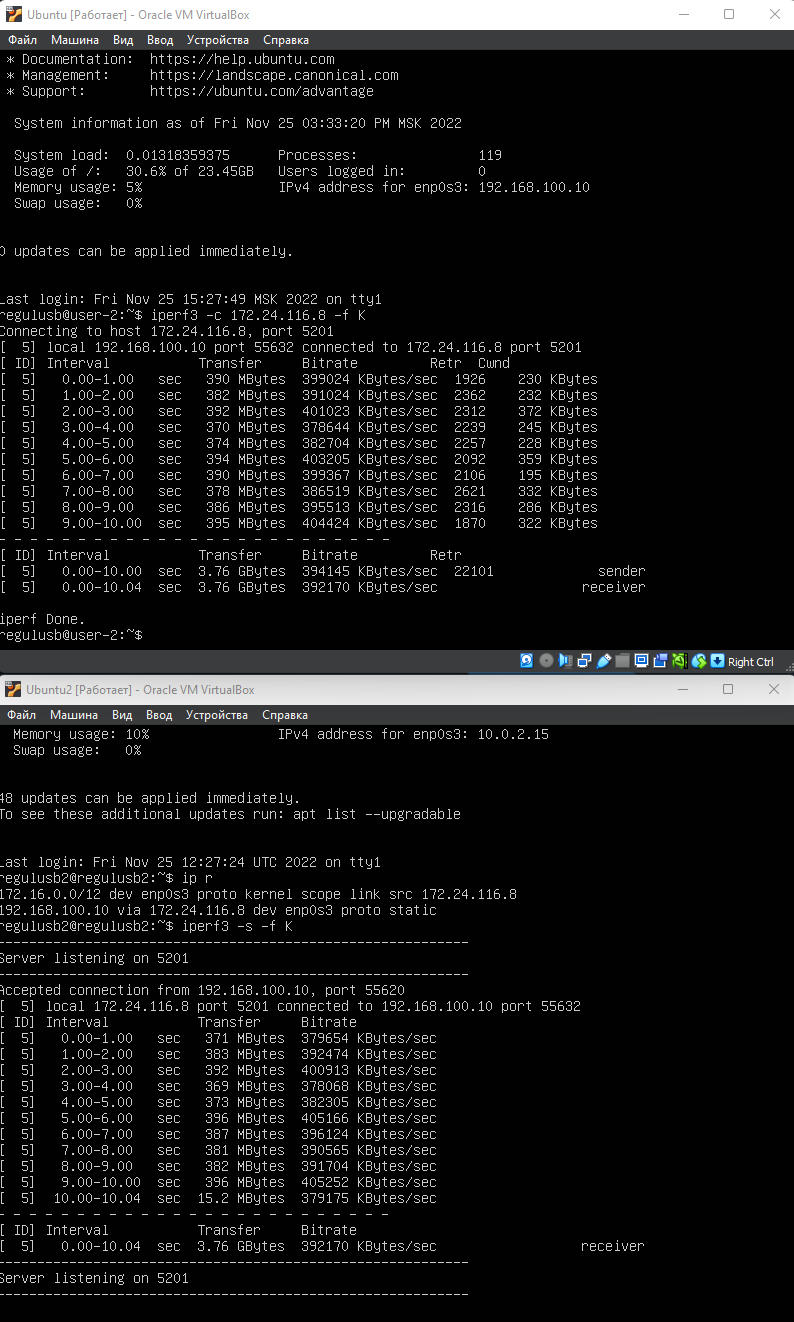 Ubuntu [Работает] - Oracle VM VirtualBox
Файл Машина Вид Ввод Устройства Справка
* Documentation:  https://help.ubuntu.com
* Management:     https://landscape.canonical.com
* Support:        https://ubuntu.com/advantage
System information as of Fri Nov 25 03:33:20 PM MSK 2022
System load:  0.01318359375      Processes:               119
Usage of /:   30.6% of 23.45GB   Users logged in:         0
Memory usage: 5%                 IPv4 address for enp0s3: 192.168.100.10
Swap usage:   0%
0 updates can be applied immediately.
Last login: Fri Nov 25 15:27:49 MSK 2022 on tty1
regulusb@user-2:~$ iperf3 -c 172.24.116.8 -f K
Connecting to host 172.24.116.8, port 5201
[  5] local 192.168.100.10 port 55632 connected to 172.24.116.8 port 5201
[ ID] Interval           Transfer     Bitrate         Retr  Cwnd
[  5]   0.00-1.00   sec   390 MBytes  399024 KBytes/sec  1926    230 KBytes
[  5]   1.00-2.00   sec   382 MBytes  391024 KBytes/sec  2362    232 KBytes
[  5]   2.00-3.00   sec   392 MBytes  401023 KBytes/sec  2312    372 KBytes
[  5]   3.00-4.00   sec   370 MBytes  378644 KBytes/sec  2239    245 KBytes
[  5]   4.00-5.00   sec   374 MBytes  382704 KBytes/sec  2257    228 KBytes
[  5]   5.00-6.00   sec   394 MBytes  403205 KBytes/sec  2092    359 KBytes
[  5]   6.00-7.00   sec   390 MBytes  399367 KBytes/sec  2106    195 KBytes
[  5]   7.00-8.00   sec   378 MBytes  386519 KBytes/sec  2621    332 KBytes
[  5]   8.00-9.00   sec   386 MBytes  395513 KBytes/sec  2316    286 KBytes
[  5]   9.00-10.00  sec   395 MBytes  404424 KBytes/sec  1870    322 KBytes
- - - - - - - - - - - - - - - - - - - - - - - - -
[ ID] Interval           Transfer     Bitrate         Retr
[  5]   0.00-10.00  sec  3.76 GBytes  394145 KBytes/sec  22101             sender
[  5]   0.00-10.04  sec  3.76 GBytes  392170 KBytes/sec                  receiver
iperf Done.
regulusb@user-2:~$
Right Ctrl
Ubuntu2 [Работает] - Oracle VM VirtualBox
Файл Машина Вид Ввод Устройства Справка
Memory usage: 10%                IPv4 address for enp0s3: 10.0.2.15
Swap usage:   0%
48 updates can be applied immediately.
To see these additional updates run: apt list --upgradable
Last login: Fri Nov 25 12:27:24 UTC 2022 on tty1
regulusb2@regulusb2:~$ ip r
172.16.0.0/12 dev enp0s3 proto kernel scope link src 172.24.116.8
192.168.100.10 via 172.24.116.8 dev enp0s3 proto static
regulusb2@regulusb2:~$ iperf3 -s -f K
-----------------------------------------------------------
Server listening on 5201
-----------------------------------------------------------
Accepted connection from 192.168.100.10, port 55620
[  5] local 172.24.116.8 port 5201 connected to 192.168.100.10 port 55632
[ ID] Interval           Transfer     Bitrate
[  5]   0.00-1.00   sec   371 MBytes  379654 KBytes/sec
[  5]   1.00-2.00   sec   383 MBytes  392474 KBytes/sec
[  5]   2.00-3.00   sec   392 MBytes  400913 KBytes/sec
[  5]   3.00-4.00   sec   369 MBytes  378068 KBytes/sec
[  5]   4.00-5.00   sec   373 MBytes  382305 KBytes/sec
[  5]   5.00-6.00   sec   396 MBytes  405166 KBytes/sec
[  5]   6.00-7.00   sec   387 MBytes  396124 KBytes/sec
[  5]   7.00-8.00   sec   381 MBytes  390565 KBytes/sec
[  5]   8.00-9.00   sec   382 MBytes  391704 KBytes/sec
[  5]   9.00-10.00  sec   396 MBytes  405252 KBytes/sec
[  5]  10.00-10.04  sec  15.2 MBytes  379175 KBytes/sec
- - - - - - - - - - - - - - - - - - - - - - - - -
[ ID] Interval           Transfer     Bitrate
[  5]   0.00-10.04  sec  3.76 GBytes  392170 KBytes/sec                  receiver
-----------------------------------------------------------
Server listening on 5201
-----------------------------------------------------------